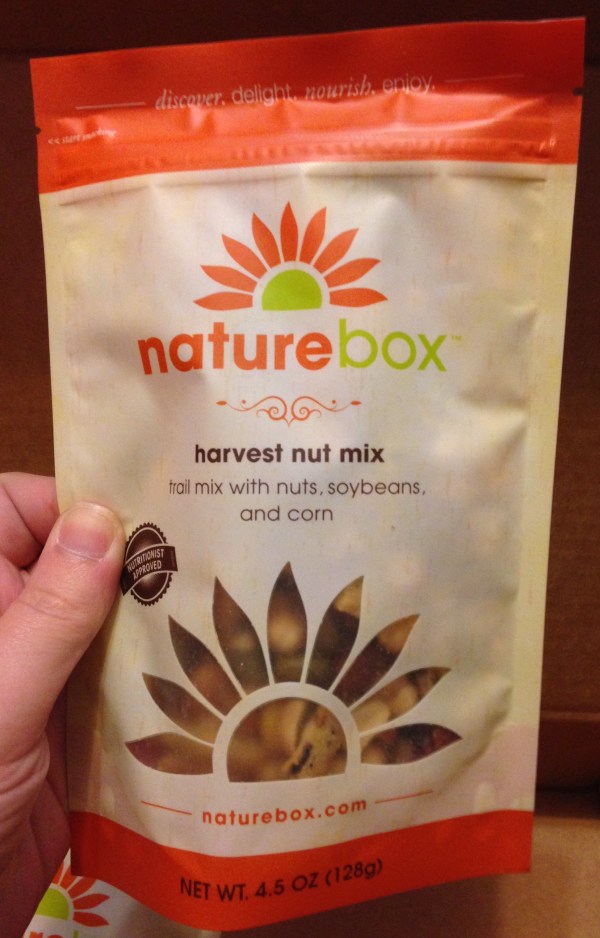 discover. delight. nourish. enjoy.
naturebox™
harvest nut mix
trail mix with nuts, soybeans,
and corn
NUTRITIONIST
APPROVED
naturebox.com
NET WT. 4.5 OZ (128g)